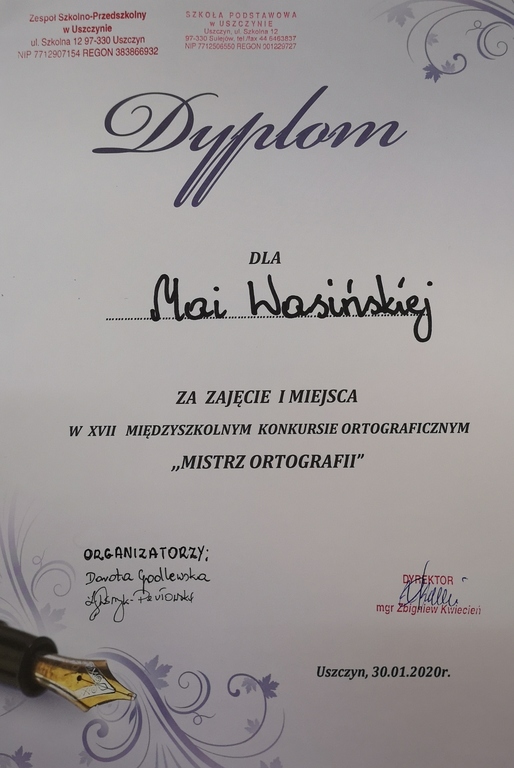 Zespół Szkolno-Przedszkolny
w Uszczynie
ul. Szkolna 12 97-330 Uszczyn
NIP 7712907154 REGON 383866932
SZKOŁA PODSTAWOWA
w USZCZYNIE
Uszczyn, ul. Szkolna 12
97-330 Sulejów, tel./fax 44 6463837
NIP 7712506550 REGON 001229727
Dyplom
DLA
Mai Wasińskiej
ZA ZAJĘCIE I MIEJSCA
W XVII MIĘDZYSZKOLNYM KONKURSIE ORTOGRAFICZNYM
,,MISTRZ ORTOGRAFII”
ORGANIZATORZY:
Dorota Godlewska
DYREKTOR
mgr Zbigniew Kwiecień
Uszczyn, 30.01.2020r.